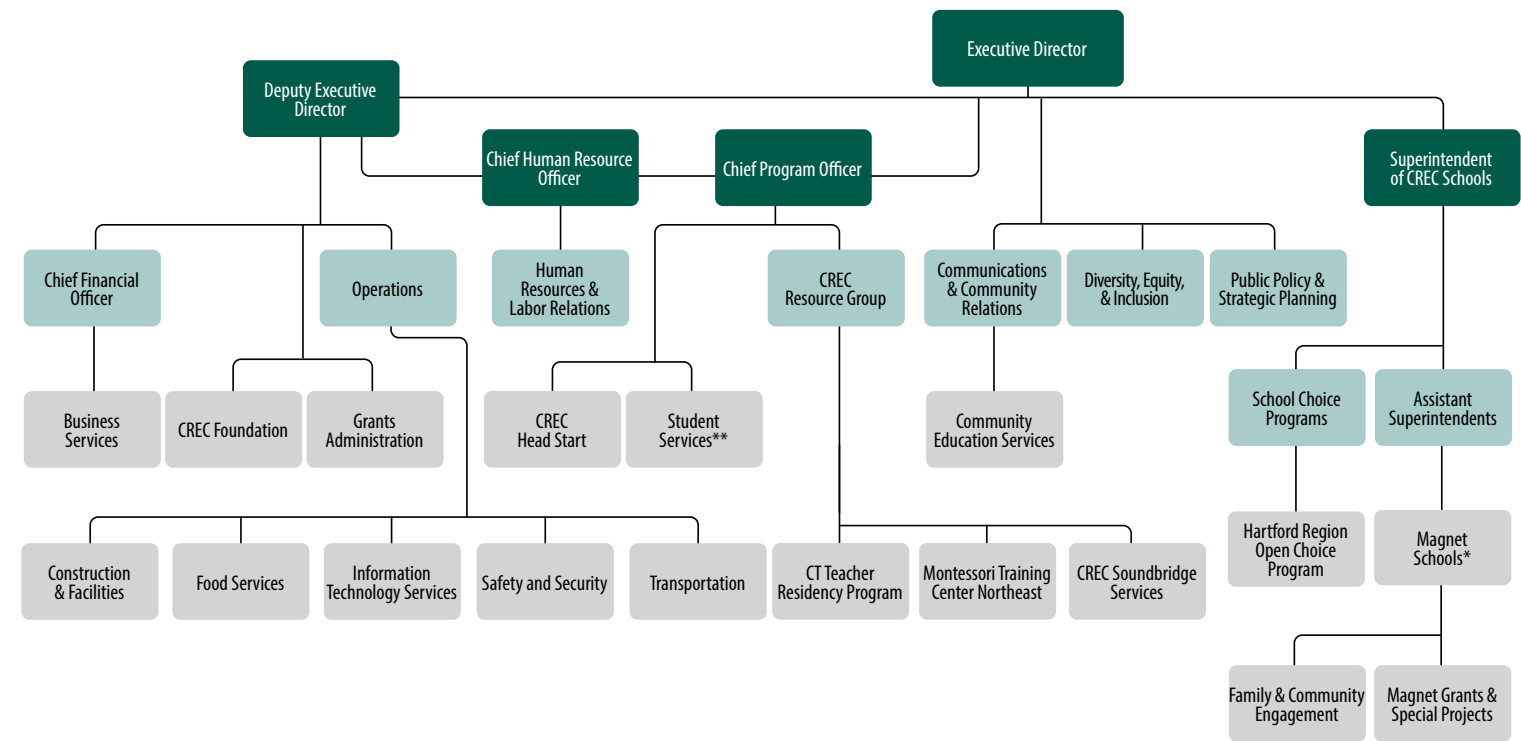 Executive Director
Deputy Executive
Director
Chief Human Resource
Officer
Chief Program Officer
Superintendent
of CREC Schools
Chief Financial
Officer
Operations
Human
Resources &
Labor Relations
CREC
Resource Group
Communications
& Community
Relations
Diversity, Equity,
& Inclusion
Public Policy &
Strategic Planning
School Choice
Programs
Assistant
Superintendents
Business
Services
CREC Foundation
Grants
Administration
CREC
Head Start
Student
Services**
Community
Education Services
Hartford Region
Open Choice
Program
Magnet
Schools*
Construction
& Facilities
Food Services
Information
Technology Services
Safety and Security
Transportation
CT Teacher
Residency Program
Montessori Training
Center Northeast
CREC Soundbridge
Services
Family & Community
Engagement
Magnet Grants &
Special Projects